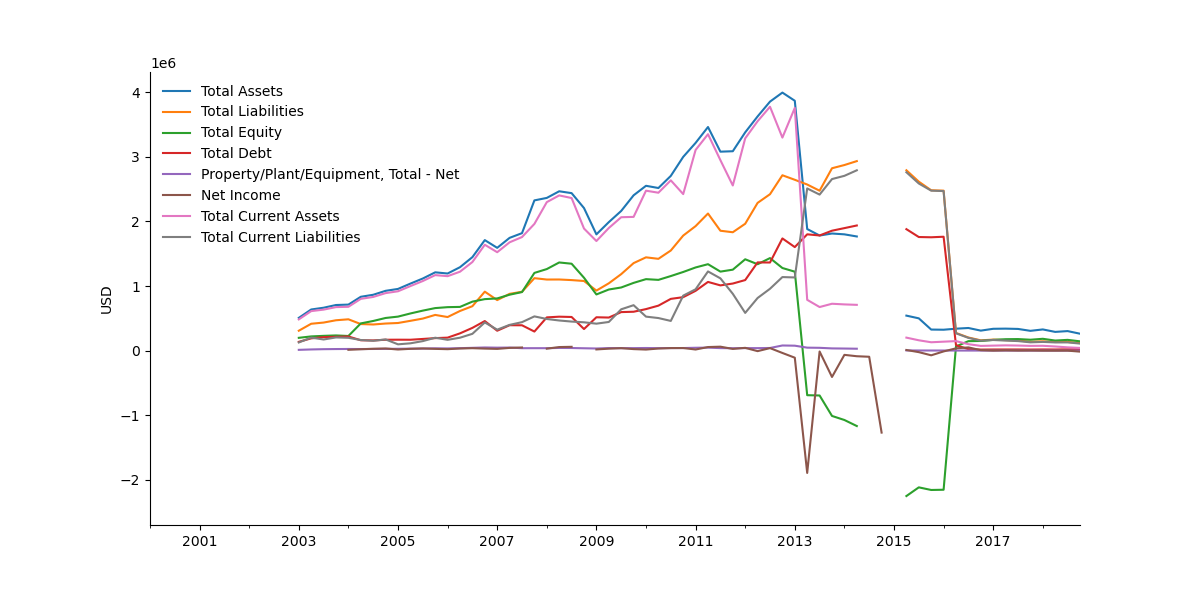 1e6
Total Assets
Total Liabilities
Total Equity
Total Debt
Property/Plant/Equipment, Total - Net
Net Income
Total Current Assets
Total Current Liabilities
USD
4
3
2
1
0
−1
−2
2001 2003 2005 2007 2009 2011 2013 2015 2017